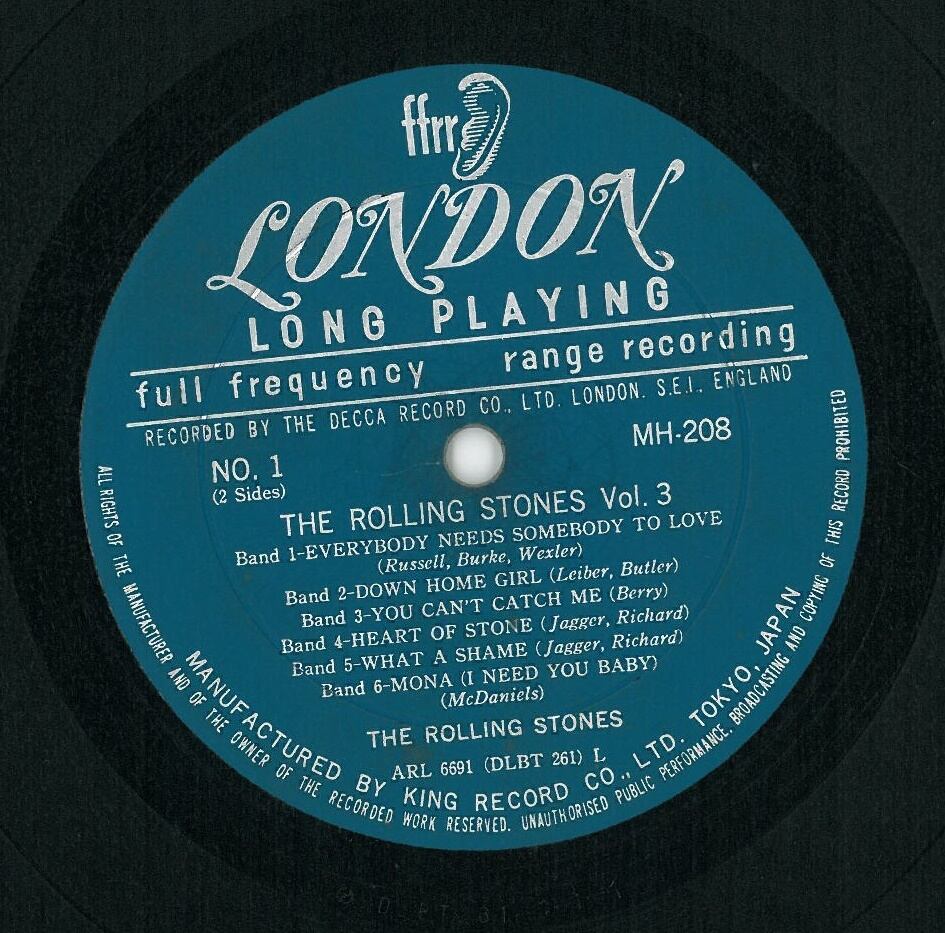 ffrr
LONDON
LONG PLAYING
full frequency range recording
RECORDED BY THE DECCA RECORD CO., LTD. LONDON. S.E.I., ENGLAND
MH-208
NO. 1
(2 Sides)
THE ROLLING STONES Vol. 3
Band 1-EVERYBODY NEEDS SOMEBODY TO LOVE
(Russell, Burke, Wexler)
Band 2-DOWN HOME GIRL (Leiber, Butler)
Band 3-YOU CAN'T CATCH ME (Berry)
Band 4-HEART OF STONE (Jagger, Richard)
Band 5-WHAT A SHAME (Jagger, Richard)
Band 6-MONA (I NEED YOU BABY)
(McDaniels)
THE ROLLING STONES
ARL 6691 (DLBT 261) L
MANUFACTURED BY KING RECORD CO., LTD. TOKYO, JAPAN
ALL RIGHTS OF THE MANUFACTURER AND OF THE OWNER OF THE RECORDED WORK RESERVED. UNAUTHORISED PUBLIC PERFORMANCE, BROADCASTING AND COPYING OF THIS RECORD PROHIBITED